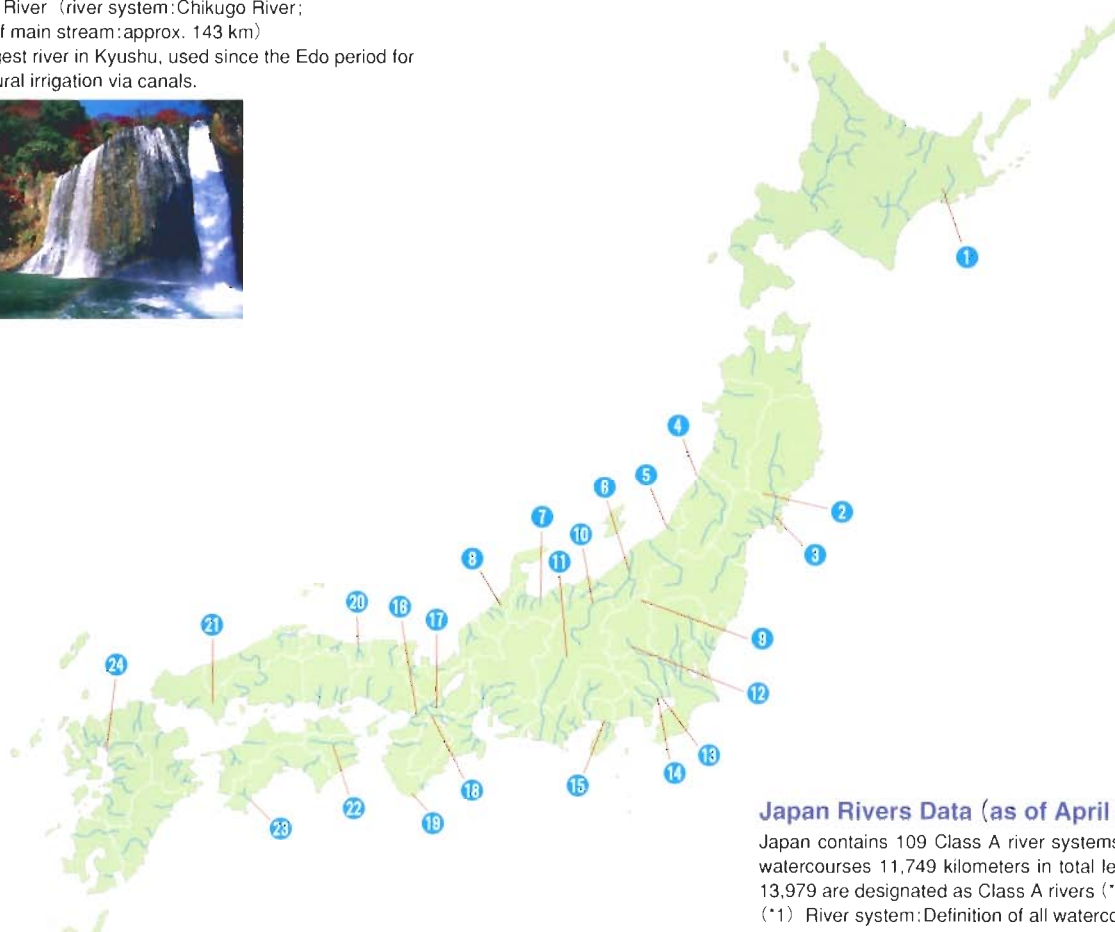 River (river system:Chikugo River;
f main stream:approx. 143 km)
gest river in Kyushu, used since the Edo period for
ural irrigation via canals.
1
4
5
6
2
7
10
3
8
11
20
16
17
21
9
24
12
13
14
15
18
22
19
23
Japan Rivers Data (as of April
Japan contains 109 Class A river systems
watercourses 11,749 kilometers in total le
13,979 are designated as Class A rivers (*
(*1) River system:Definition of all waterco